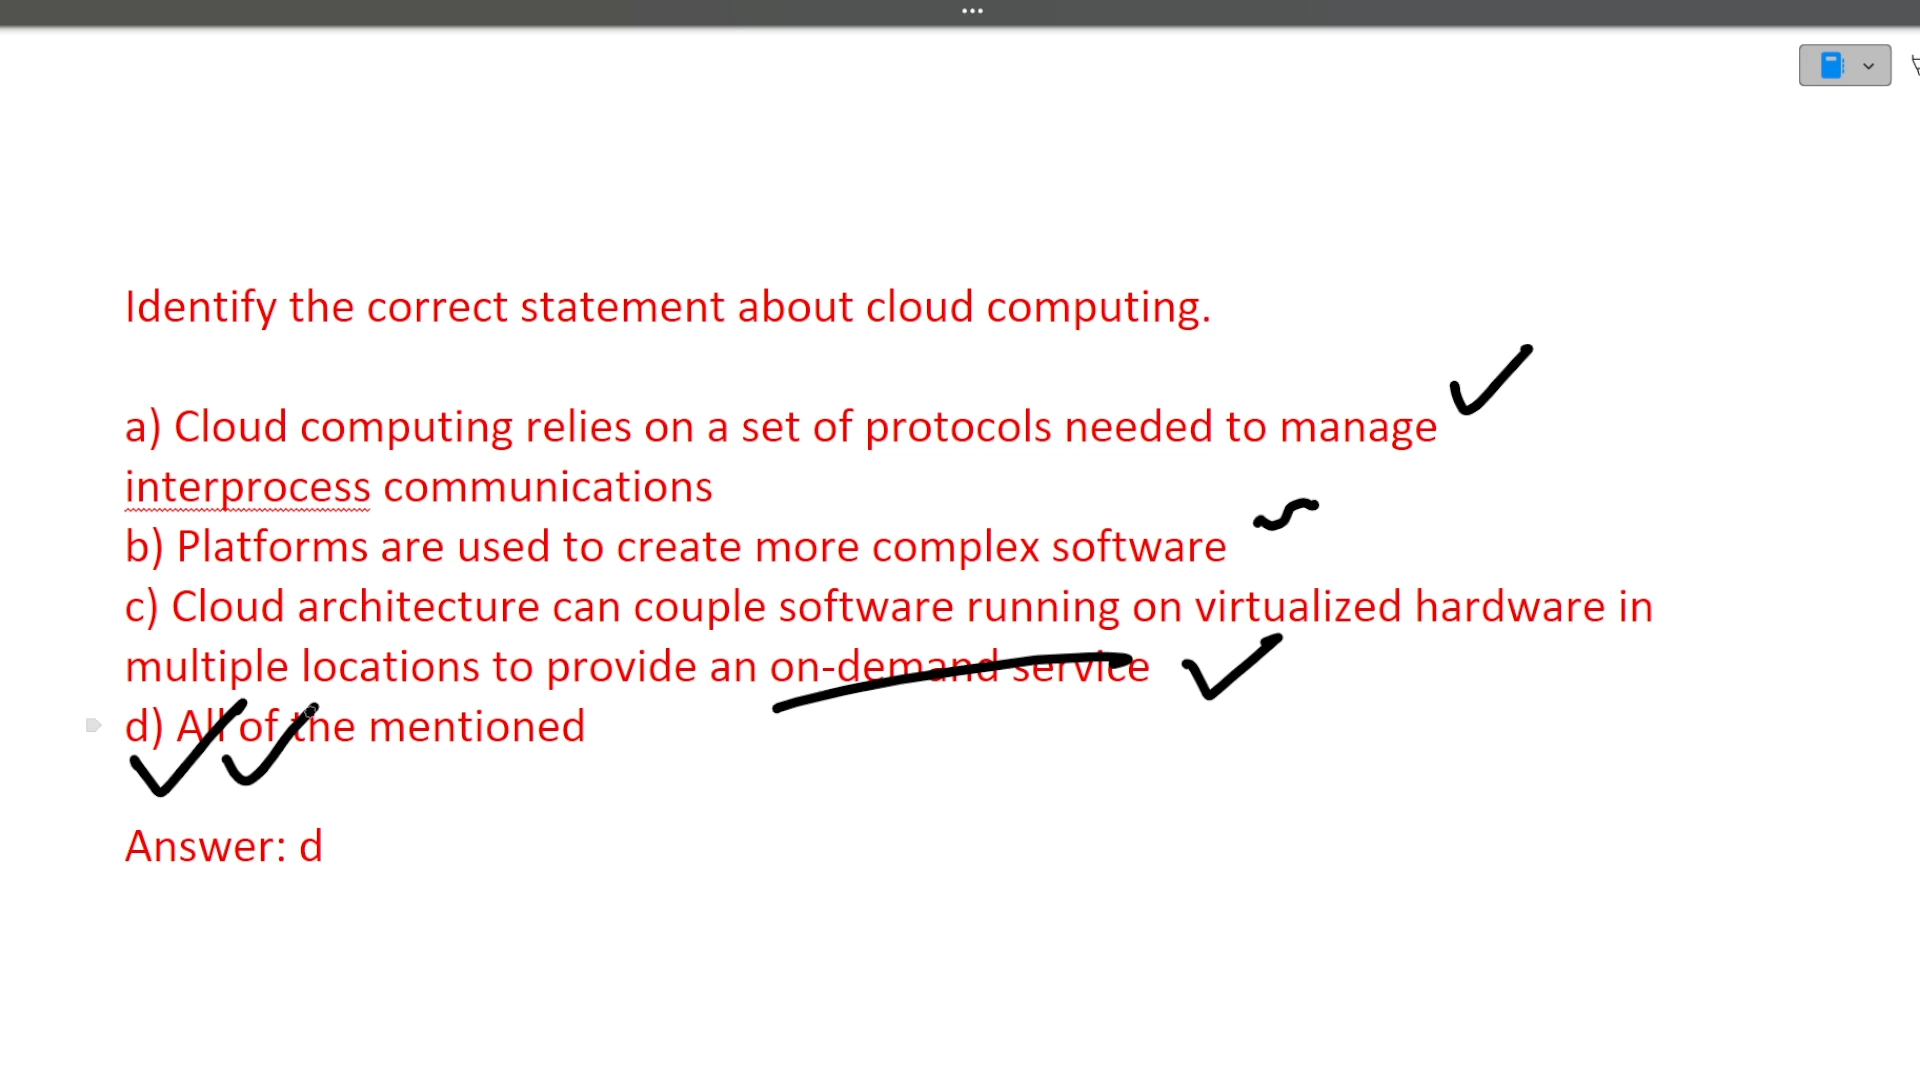 Identify the correct statement about cloud computing.
a) Cloud computing relies on a set of protocols needed to manage
interprocess communications
b) Platforms are used to create more complex software
c) Cloud architecture can couple software running on virtualized hardware in
multiple locations to provide an on-demand service
d) All of the mentioned
Answer: d